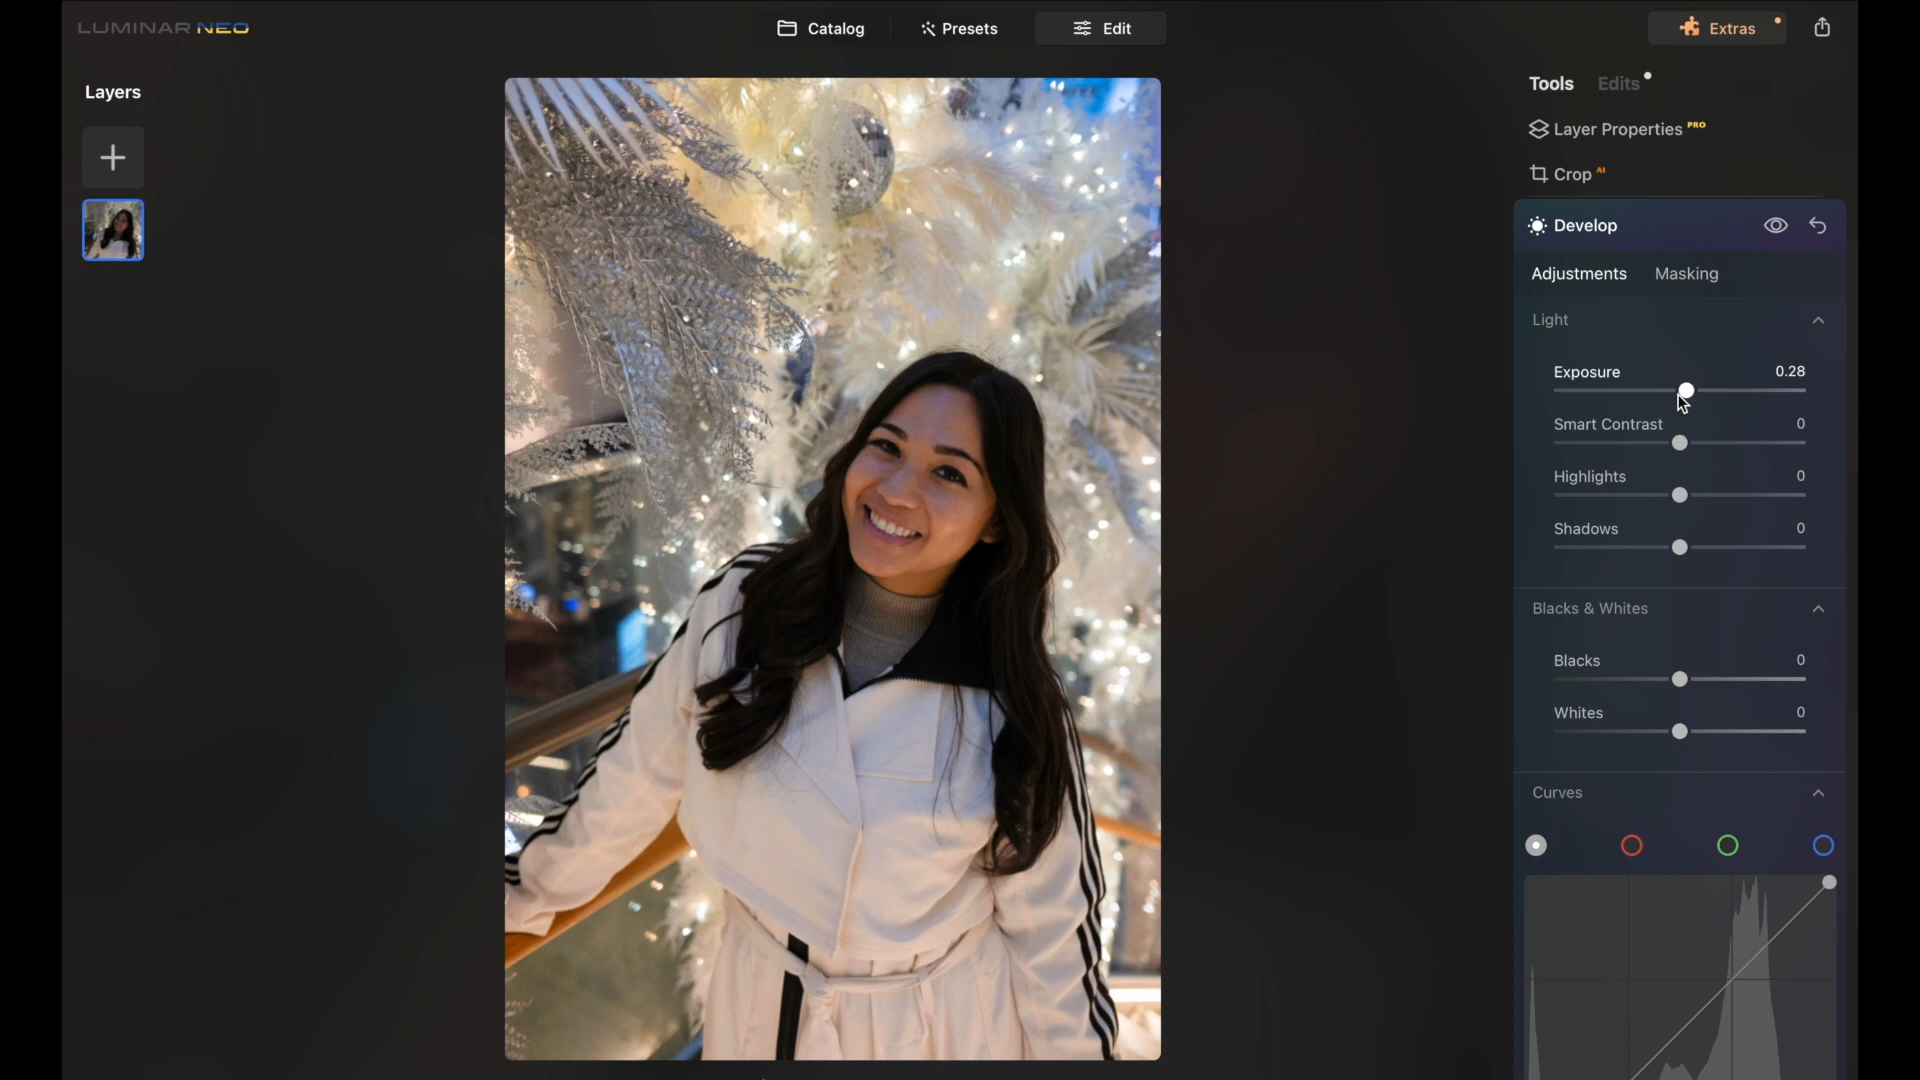 LUMINAR NEO
Catalog
Presets
Edit
Extras
Layers
Tools
Edits
Layer Properties PRO
Crop AI
Develop
Adjustments
Masking
Light
Exposure 0.28
Smart Contrast 0
Highlights 0
Shadows 0
Blacks & Whites
Blacks 0
Whites 0
Curves